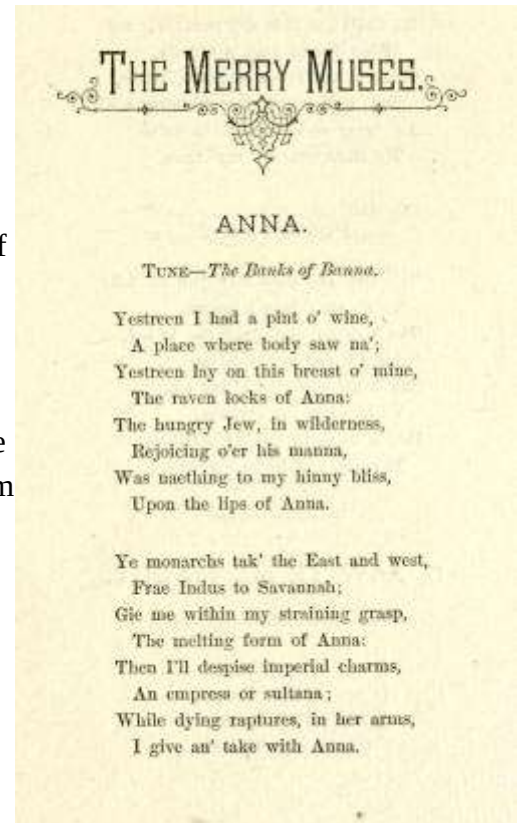 THE MERRY MUSES.
ANNA.
TUNE—The Banks of Banna.
Yestreen I had a pint o' wine,
A place where body saw na';
Yestreen lay on this breast o' mine,
The raven locks of Anna:
The hungry Jew, in wilderness,
Rejoicing o'er his manna,
Was naething to my hinny bliss,
Upon the lips of Anna.
Ye monarchs tak' the East and west,
Frae Indus to Savannah;
Gie me within my straining grasp,
The melting form of Anna:
Then I'll despise imperial charms,
An empress or sultana;
While dying raptures, in her arms,
I give an' take with Anna.